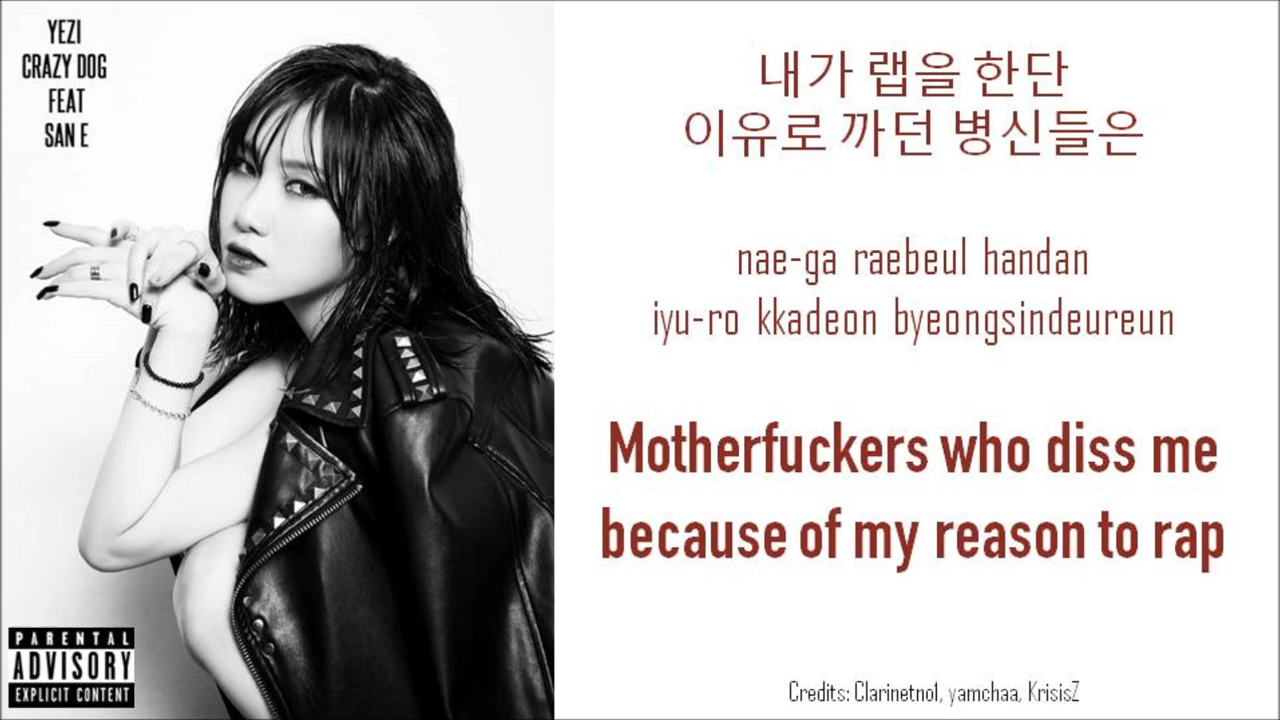 YEZI
CRAZY DOG
FEAT
SAN E
내가 랩을 한단
이유로 까던 병신들은
nae-ga raebeul handan
iyu-ro kkadeon byeongsindeureun
Motherfuckers who diss me
because of my reason to rap
PARENTAL
ADVISORY
EXPLICIT CONTENT
Credits: Clarinetno1, yamchaa, KrisisZ